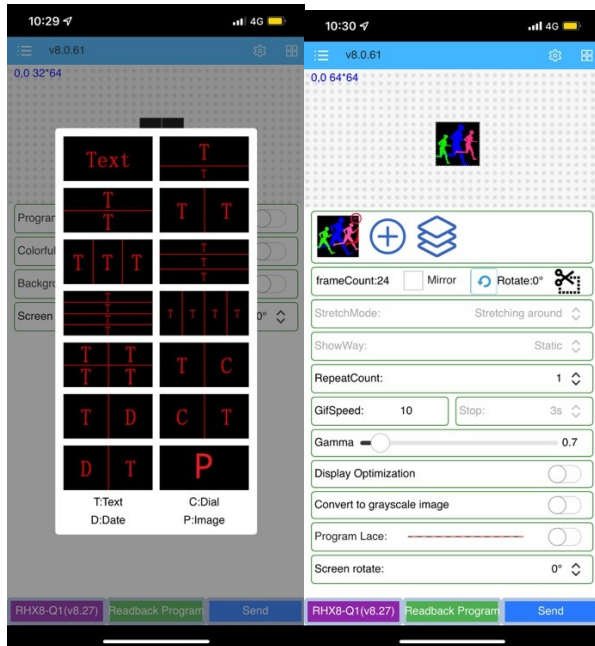 10:29
4G
v8.0.61
0,0 32*64
Text
T
T
T
T
T T
T T T
T
T
T
T
T
T
T
T T T T
T T
T T
T C
T D
C T
D T
P
T:Text C:Dial
D:Date P:Image
Colorful
Screen
0°
RHX8-Q1(v8.27) Readback Program Send
10:30
4G
v8.0.61
0,0 64*64
frameCount:24 Mirror Rotate:0°
StretchMode: Stretching around
ShowWay: Static
RepeatCount: 1
GifSpeed: 10 Stop: 3s
Gamma 0.7
Display Optimization
Convert to grayscale image
Program Lace:
Screen rotate: 0°
RHX8-Q1(v8.27) Readback Program Send